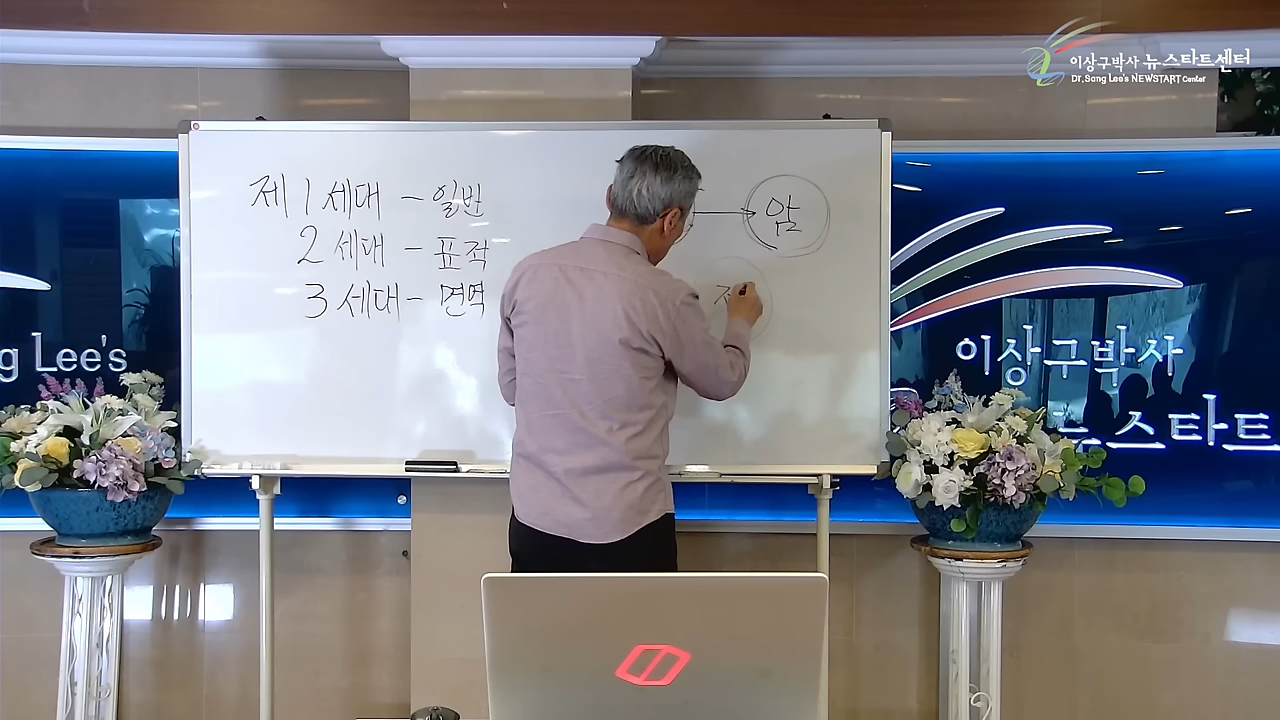 이상구박사 뉴스타트센터
Dr.Sang Lee's NEWSTART Center
제1세대 - 일반
2세대 - 표적
3세대 - 면역
암
g Lee's
이상구박사
뉴스타트